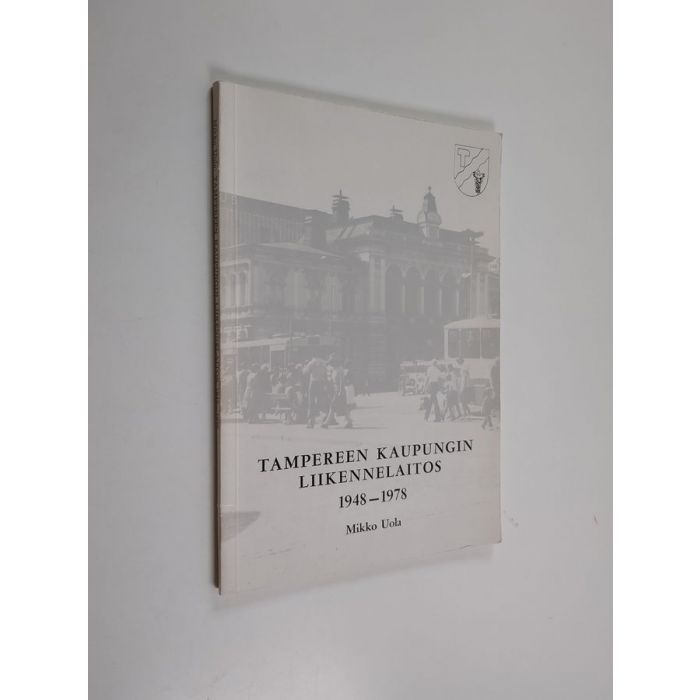 T
TAMPEREEN KAUPUNGIN
LIIKENNELAITOS
1948—1978
Mikko Uola